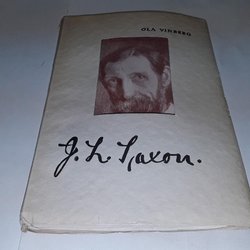 OLA VINBERG
J. L. Saxon.